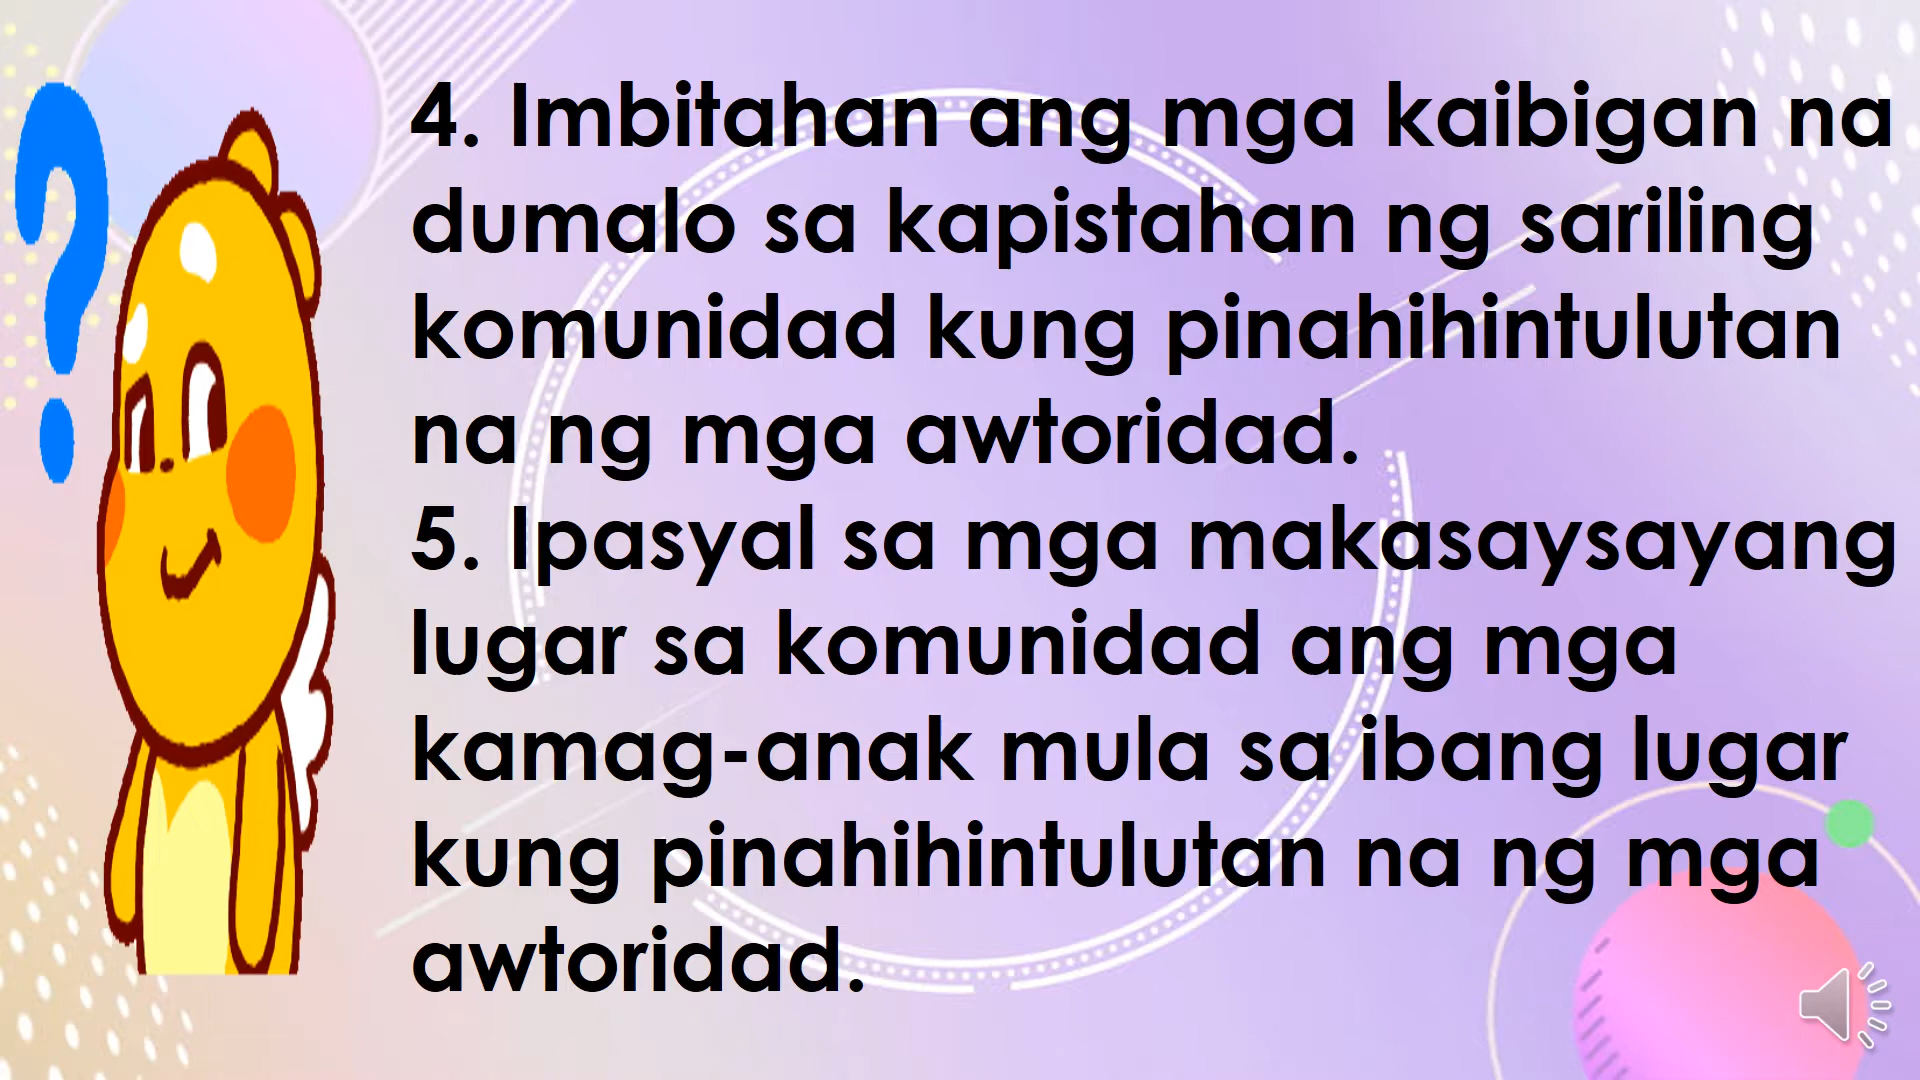 4. Imbitahan ang mga kaibigan na
dumalo sa kapistahan ng sariling
komunidad kung pinahihintulutan
na ng mga awtoridad.
5. Ipasyal sa mga makasaysayang
lugar sa komunidad ang mga
kamag-anak mula sa ibang lugar
kung pinahihintulutan na ng mga
awtoridad.